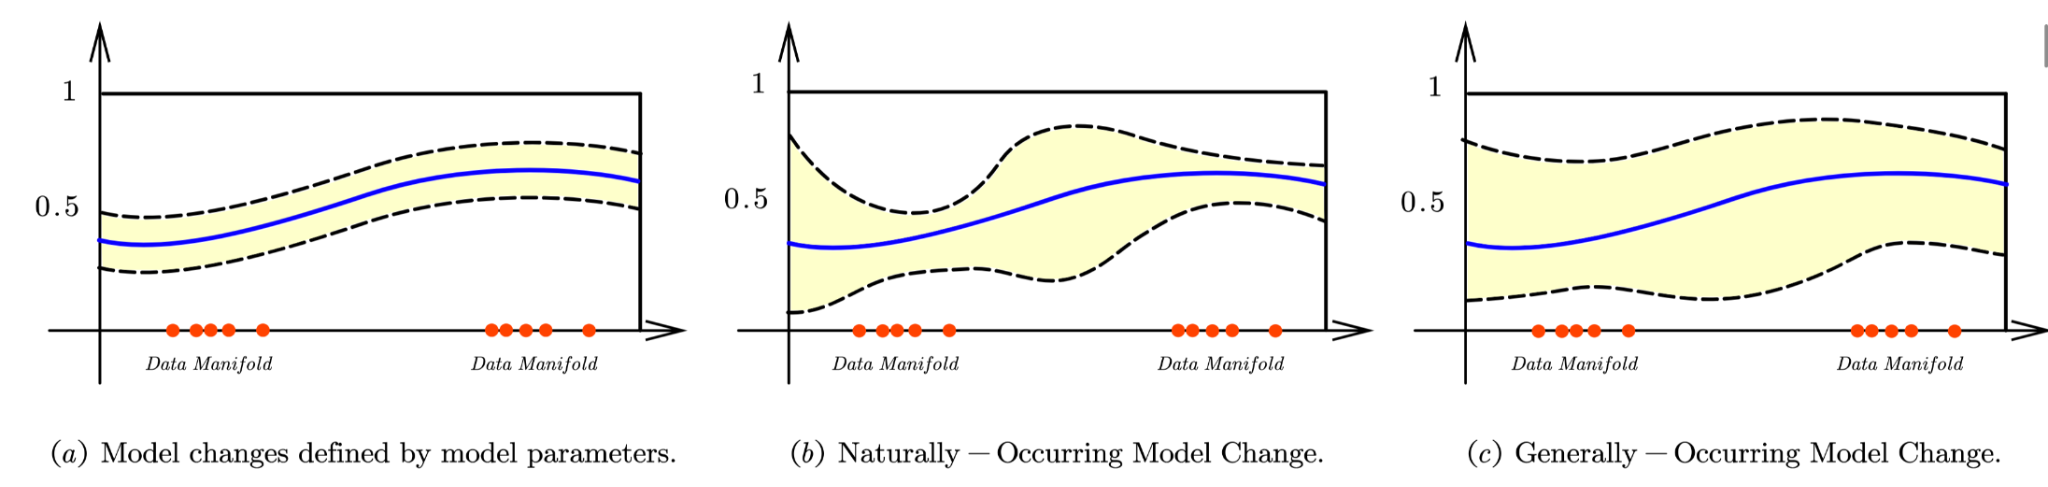 1
0.5
Data Manifold
Data Manifold
(a) Model changes defined by model parameters.
1
0.5
Data Manifold
Data Manifold
(b) Naturally – Occurring Model Change.
1
0.5
Data Manifold
Data Manifold
(c) Generally – Occurring Model Change.